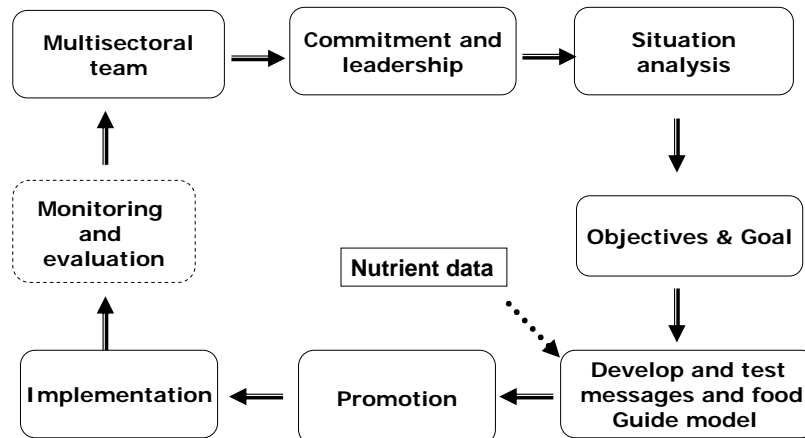 Multisectoral
team
Commitment and
leadership
Situation
analysis
Monitoring
and
evaluation
Objectives & Goal
Nutrient data
Implementation
Promotion
Develop and test
messages and food
Guide model